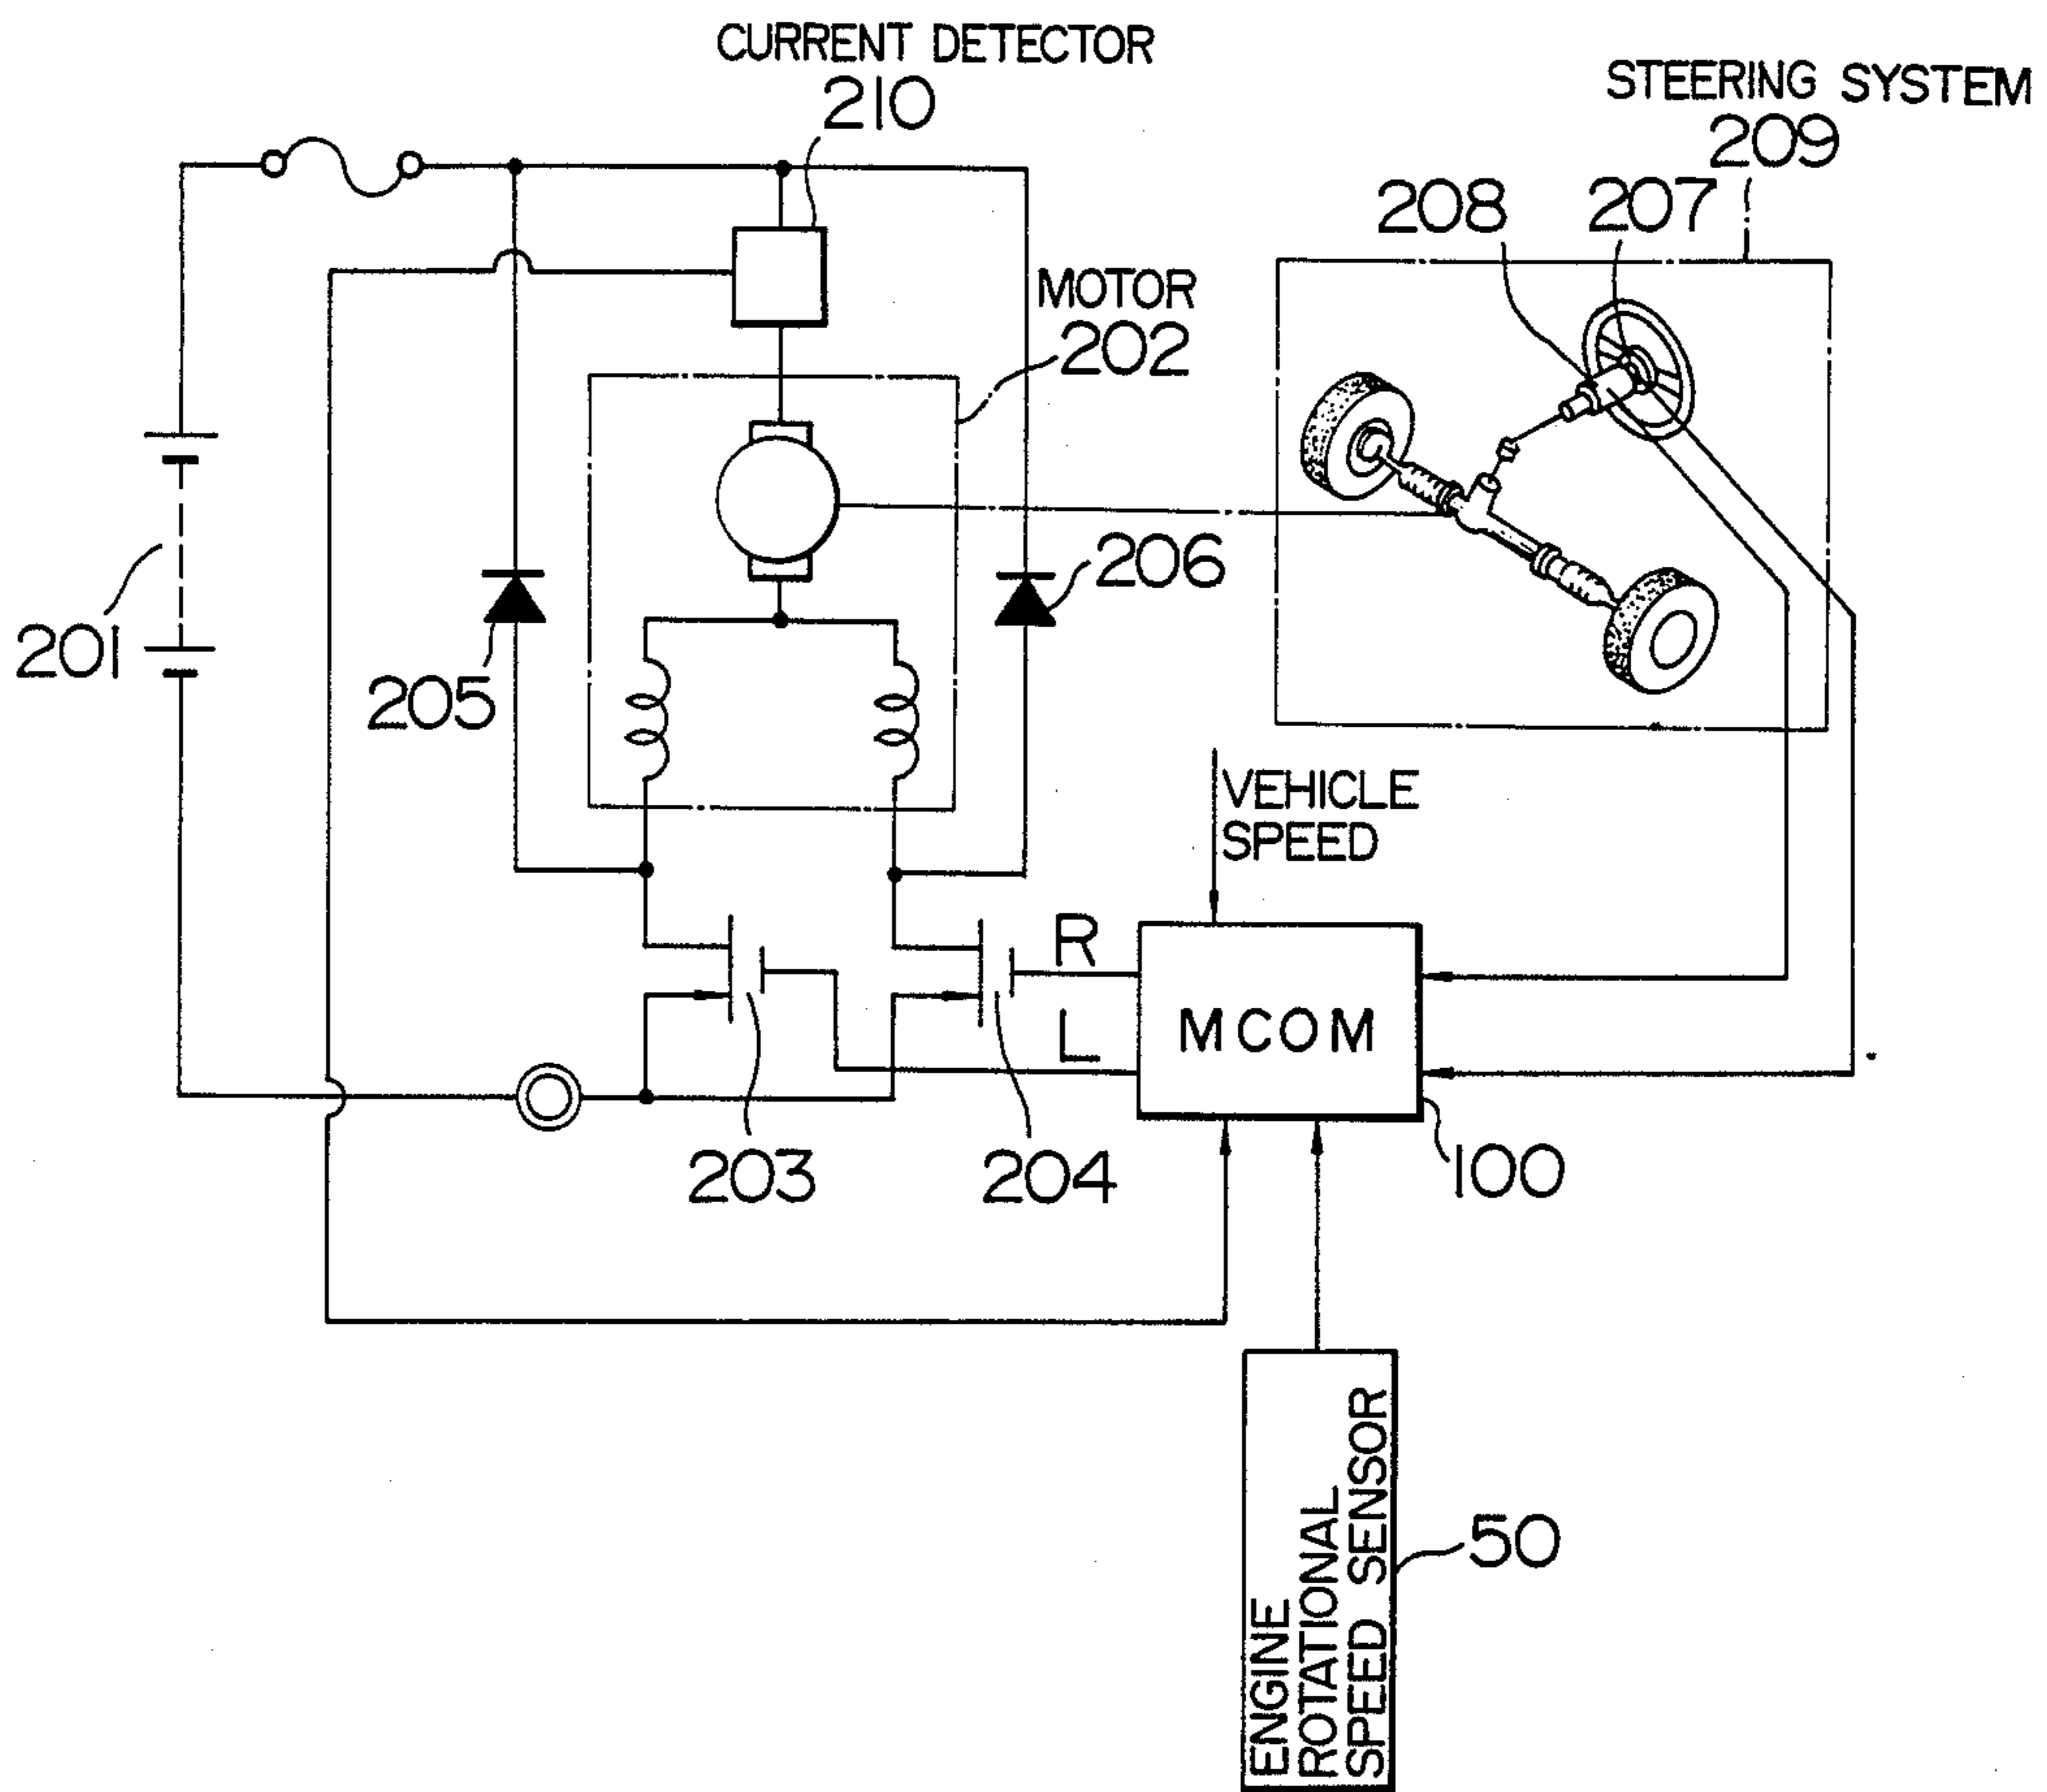 CURRENT DETECTOR
210
STEERING SYSTEM
209
208
207
MOTOR
202
201
205
206
VEHICLE
SPEED
R
L
MCOM
203
204
100
ENGINE
ROTATIONAL
SPEED SENSOR
50